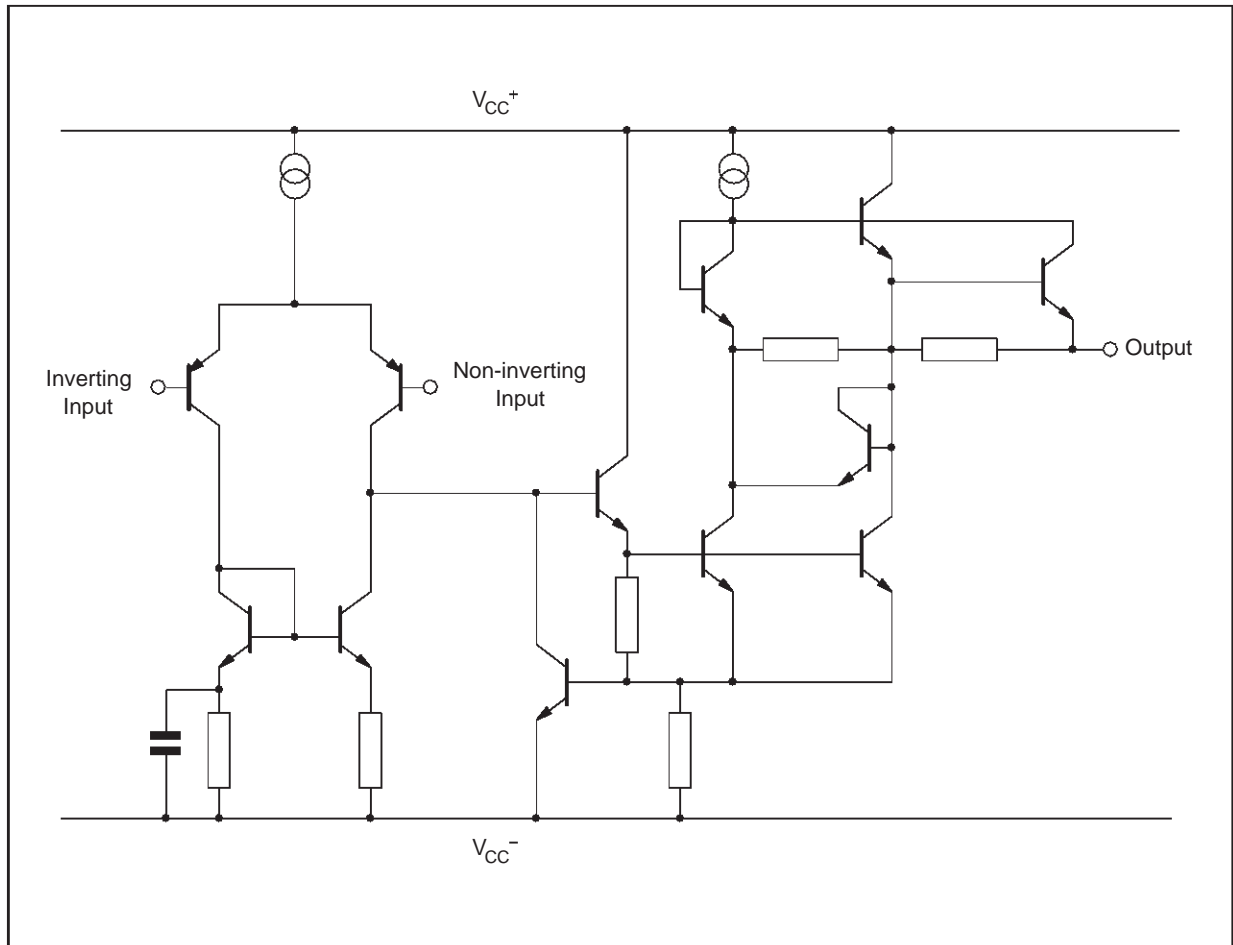 VCC+
Inverting
Input
Non-inverting
Input
Output
VCC−